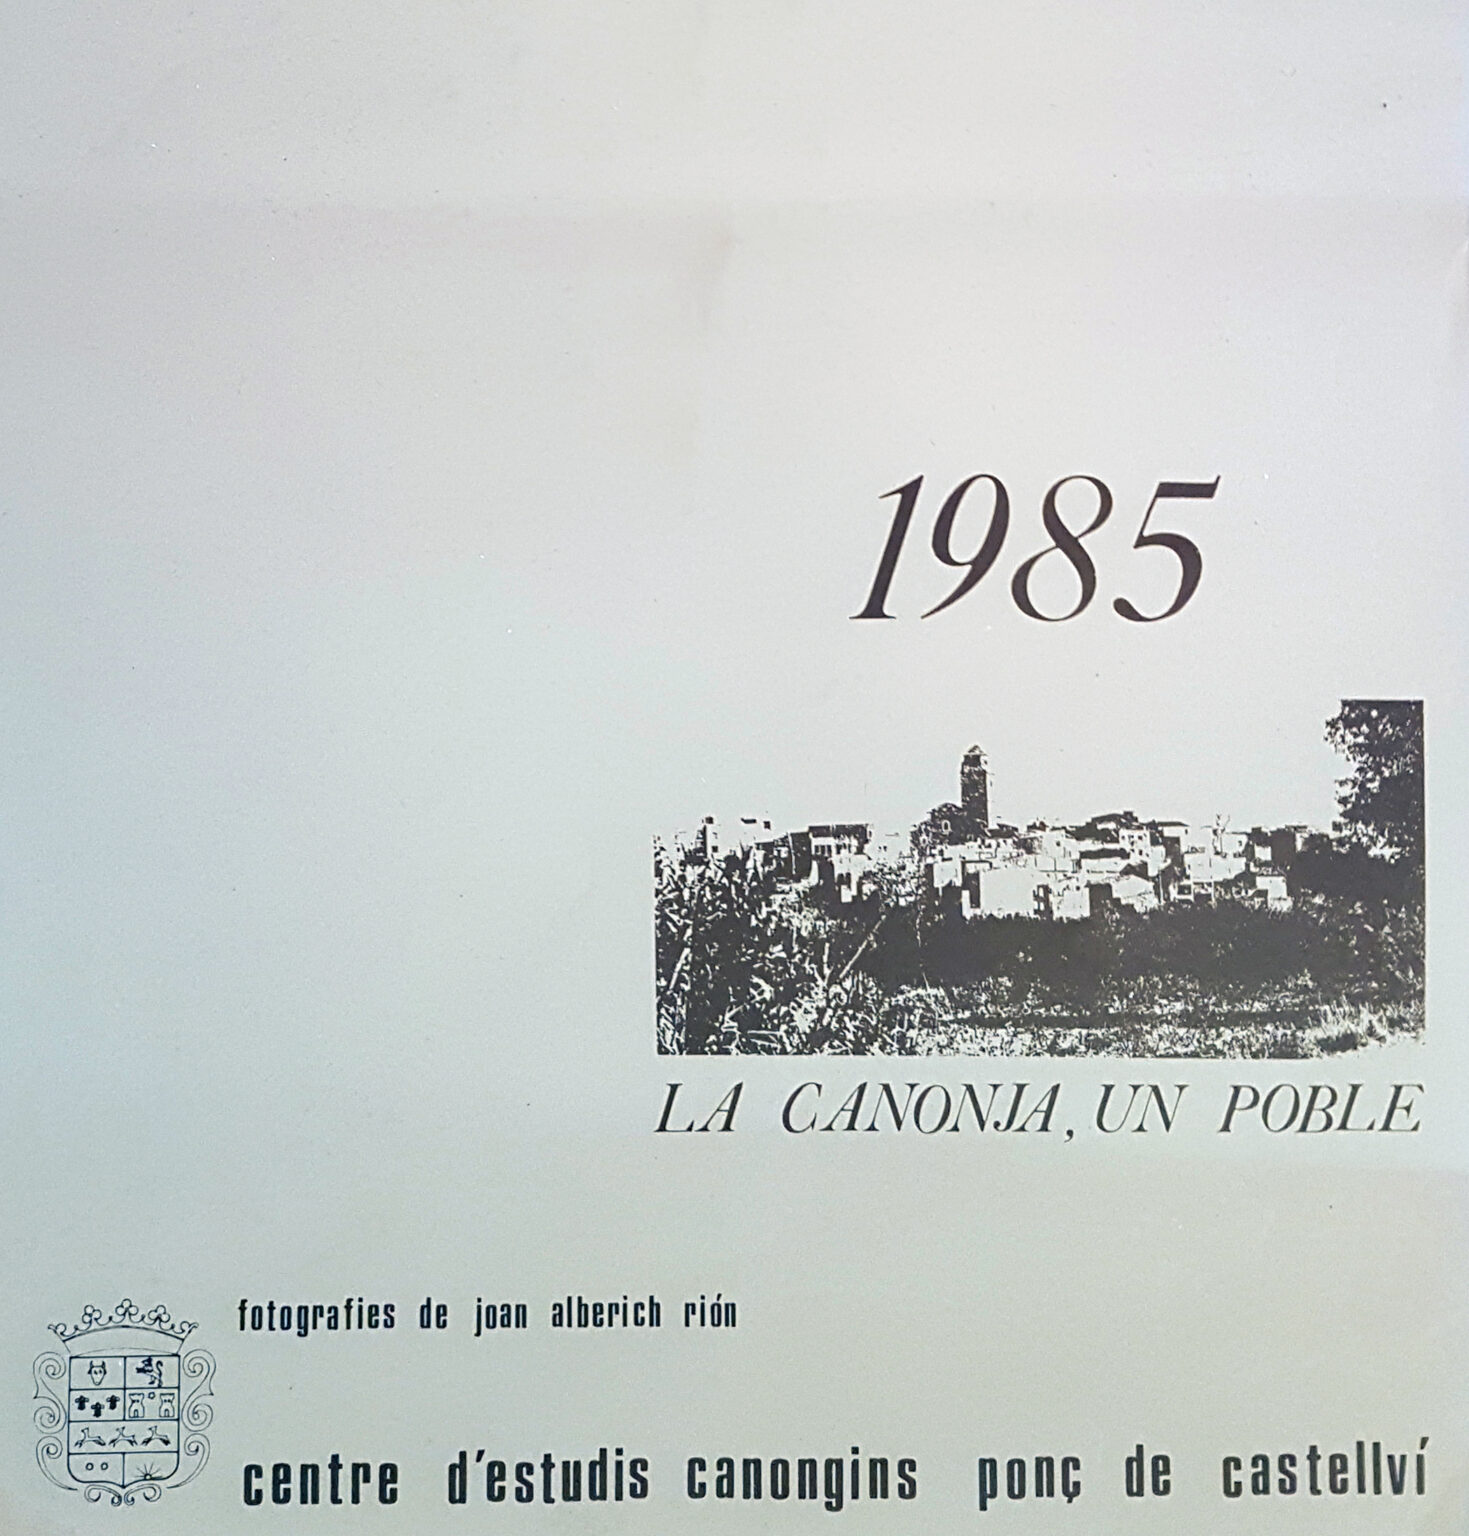 1985
LA CANONJA, UN POBLE
fotografies de joan alberich rión
centre d'estudis canongins ponç de castellví